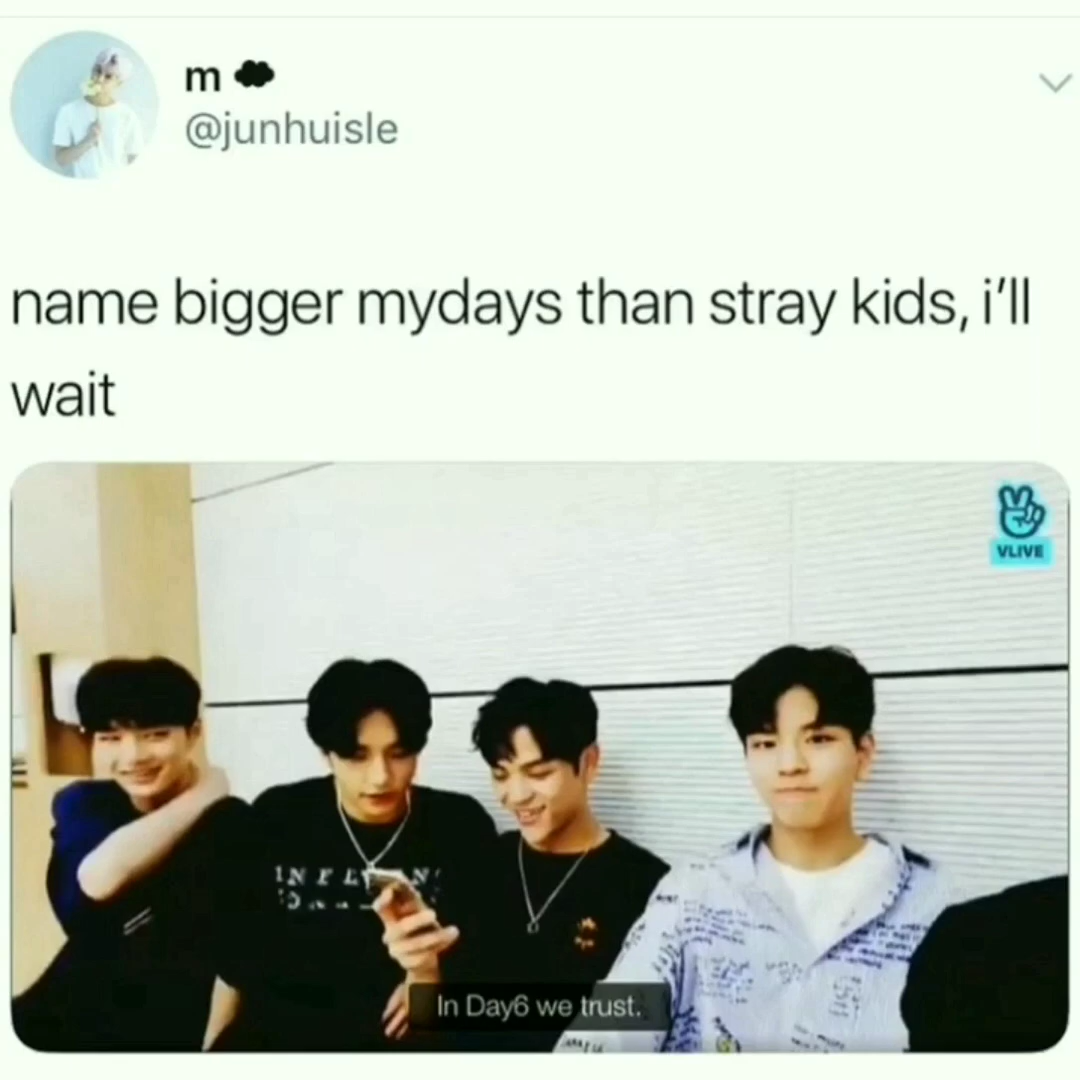 m
@junhuisle
name bigger mydays than stray kids, i'll
wait
VLIVE
In Day6 we trust.